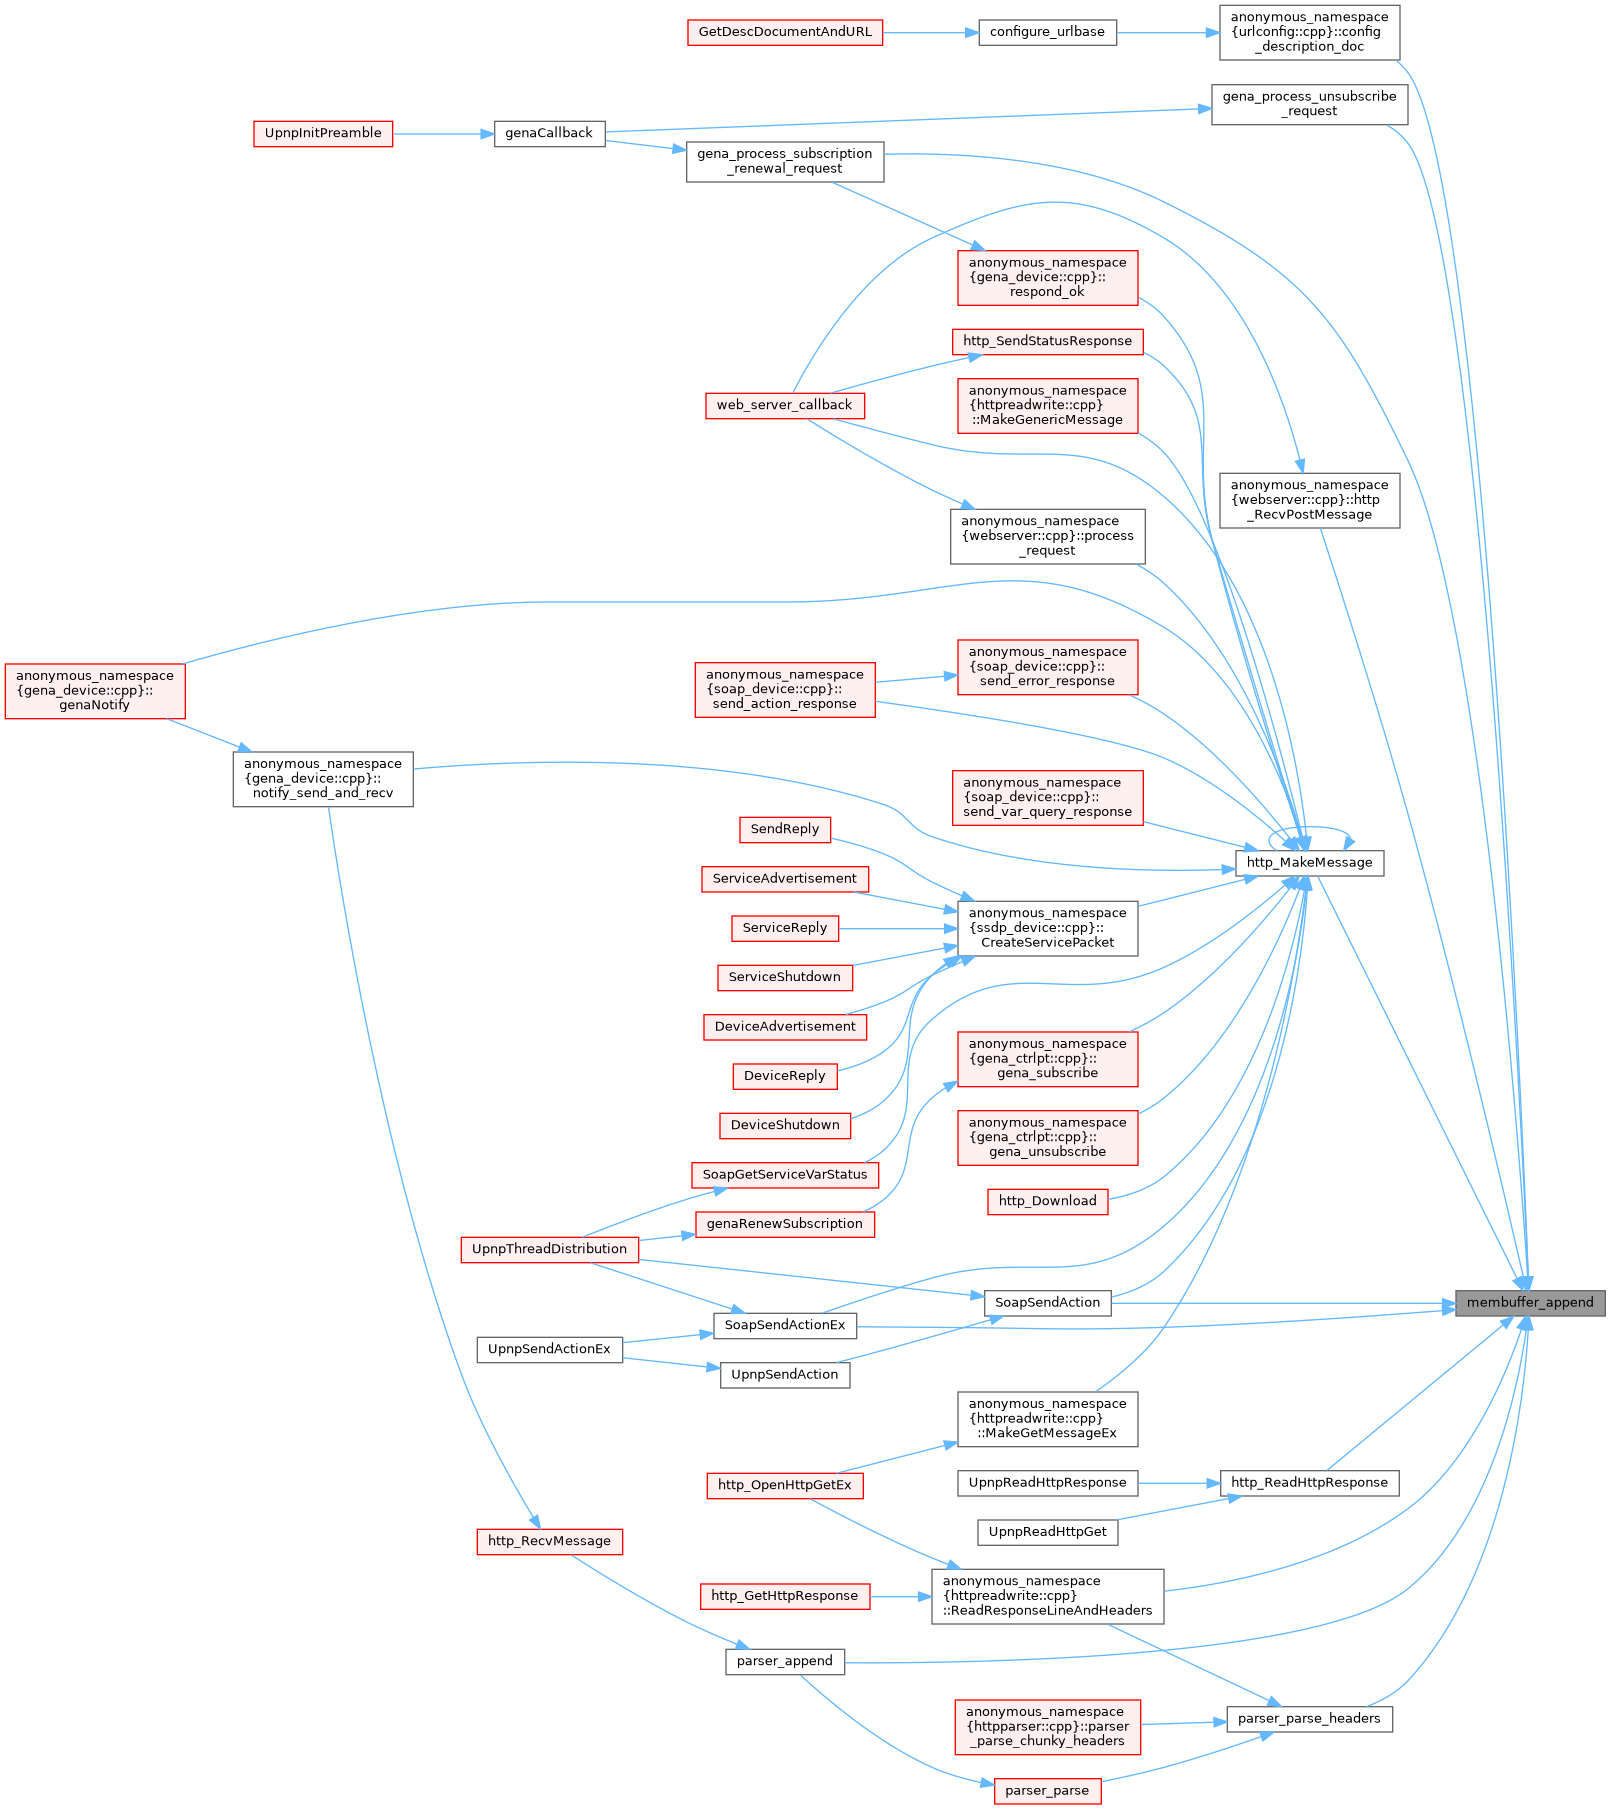 GetDescDocumentAndURL
configure_urlbase
anonymous_namespace
{urlconfig::cpp}::config
_description_doc
gena_process_unsubscribe
_request
UpnpInitPreamble
genaCallback
gena_process_subscription
_renewal_request
anonymous_namespace
{gena_device::cpp}::
respond_ok
http_SendStatusResponse
web_server_callback
anonymous_namespace
{httpreadwrite::cpp}
::MakeGenericMessage
anonymous_namespace
{webserver::cpp}::http
_RecvPostMessage
anonymous_namespace
{webserver::cpp}::process
_request
anonymous_namespace
{gena_device::cpp}::
genaNotify
anonymous_namespace
{soap_device::cpp}::
send_action_response
anonymous_namespace
{soap_device::cpp}::
send_error_response
anonymous_namespace
{gena_device::cpp}::
notify_send_and_recv
anonymous_namespace
{soap_device::cpp}::
send_var_query_response
SendReply
http_MakeMessage
ServiceAdvertisement
anonymous_namespace
{ssdp_device::cpp}::
CreateServicePacket
ServiceReply
ServiceShutdown
DeviceAdvertisement
anonymous_namespace
{gena_ctrlpt::cpp}::
gena_subscribe
DeviceReply
DeviceShutdown
anonymous_namespace
{gena_ctrlpt::cpp}::
gena_unsubscribe
SoapGetServiceVarStatus
http_Download
genaRenewSubscription
UpnpThreadDistribution
SoapSendAction
membuffer_append
SoapSendActionEx
UpnpSendActionEx
UpnpSendAction
anonymous_namespace
{httpreadwrite::cpp}
::MakeGetMessageEx
http_OpenHttpGetEx
UpnpReadHttpResponse
http_ReadHttpResponse
UpnpReadHttpGet
http_RecvMessage
http_GetHttpResponse
anonymous_namespace
{httpreadwrite::cpp}
::ReadResponseLineAndHeaders
parser_append
anonymous_namespace
{httpparser::cpp}::parser
_parse_chunky_headers
parser_parse_headers
parser_parse